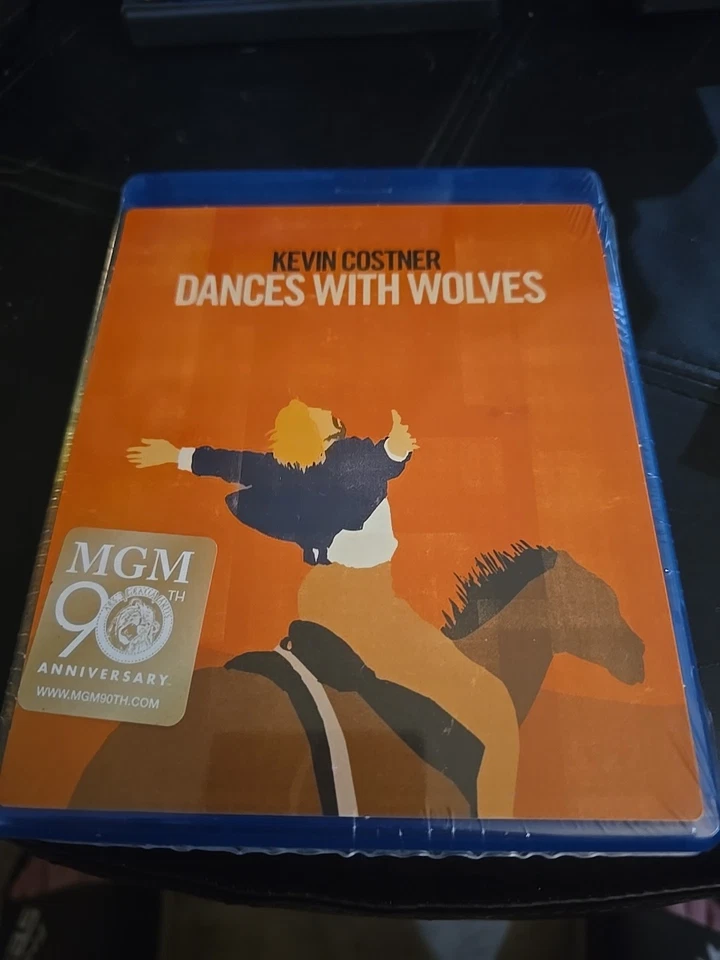 KEVIN COSTNER
DANCES WITH WOLVES
MGM
90TH
ANNIVERSARY
WWW.MGM90TH.COM